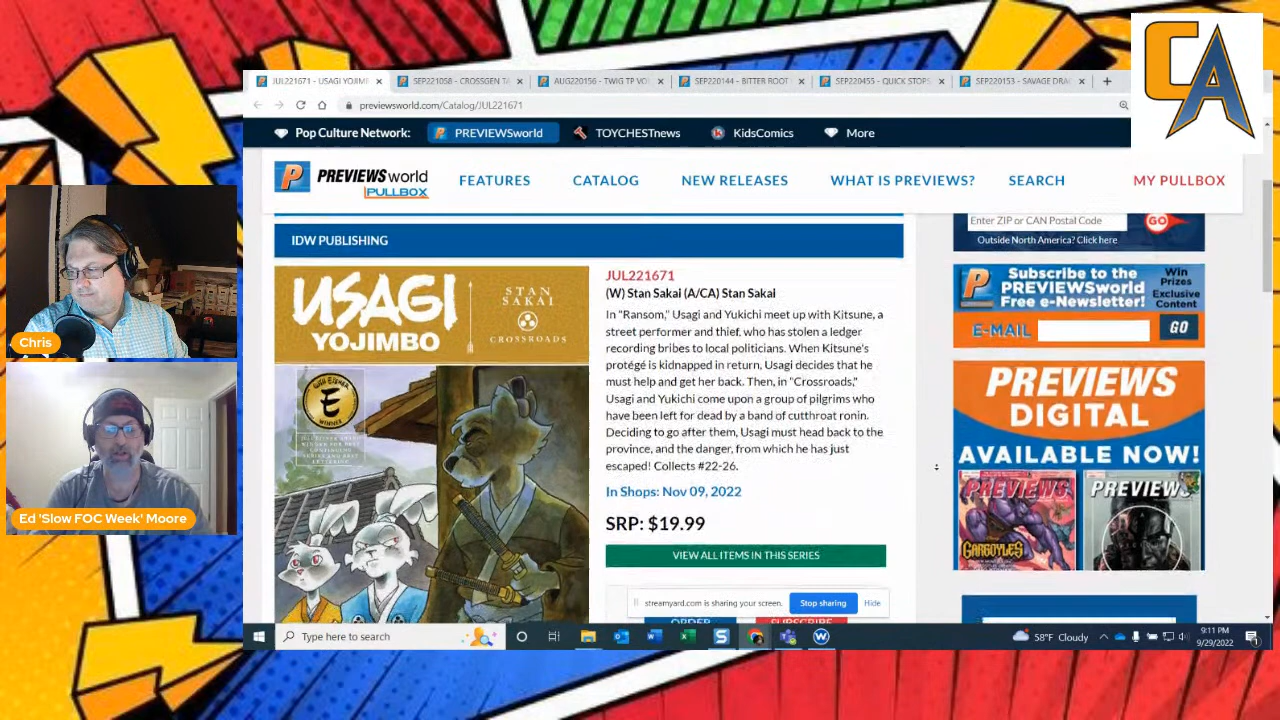 JUL221671 - USAGI YOJIM
SEP221058 - CROSSGEN TA
AUG220156 - TWIG TP VO
SEP220144 - BITTER ROOT
SEP220455 - QUICK STOPS
SEP220153 - SAVAGE DRA
CA
previewsworld.com/Catalog/JUL221671
Pop Culture Network:
PREVIEWSworld
TOYCHESTnews
KidsComics
More
PREVIEWSworld
PULLBOX
FEATURES
CATALOG
NEW RELEASES
WHAT IS PREVIEWS?
SEARCH
MY PULLBOX
IDW PUBLISHING
USAGI
YOJIMBO
STAN
SAKAI
CROSSROADS
WILL EISNER
E
WINNER
JUL221671
(W) Stan Sakai (A/CA) Stan Sakai
In "Ransom," Usagi and Yukichi meet up with Kitsune, a
street performer and thief, who has stolen a ledger
recording bribes to local politicians. When Kitsune's
protégé is kidnapped in return, Usagi decides that he
must help and get her back. Then, in "Crossroads,"
Usagi and Yukichi come upon a group of pilgrims who
have been left for dead by a band of cutthroat ronin.
Deciding to go after them, Usagi must head back to the
province, and the danger, from which he has just
escaped! Collects #22-26.
In Shops: Nov 09, 2022
SRP: $19.99
VIEW ALL ITEMS IN THIS SERIES
ORDER
SUBSCRIBE
streamyard.com is sharing your screen.
Stop sharing
Hide
Enter ZIP or CAN Postal Code
GO
Outside North America? Click here
Subscribe to the
PREVIEWSworld
Free e-Newsletter!
Win
Prizes
Exclusive
Content
E-MAIL
GO
PREVIEWS
DIGITAL
AVAILABLE NOW!
PREVIEWS
GARGOYLES
PREVIEWS
Chris
Ed 'Slow FOC Week' Moore
Type here to search
58°F Cloudy
9:11 PM
9/29/2022